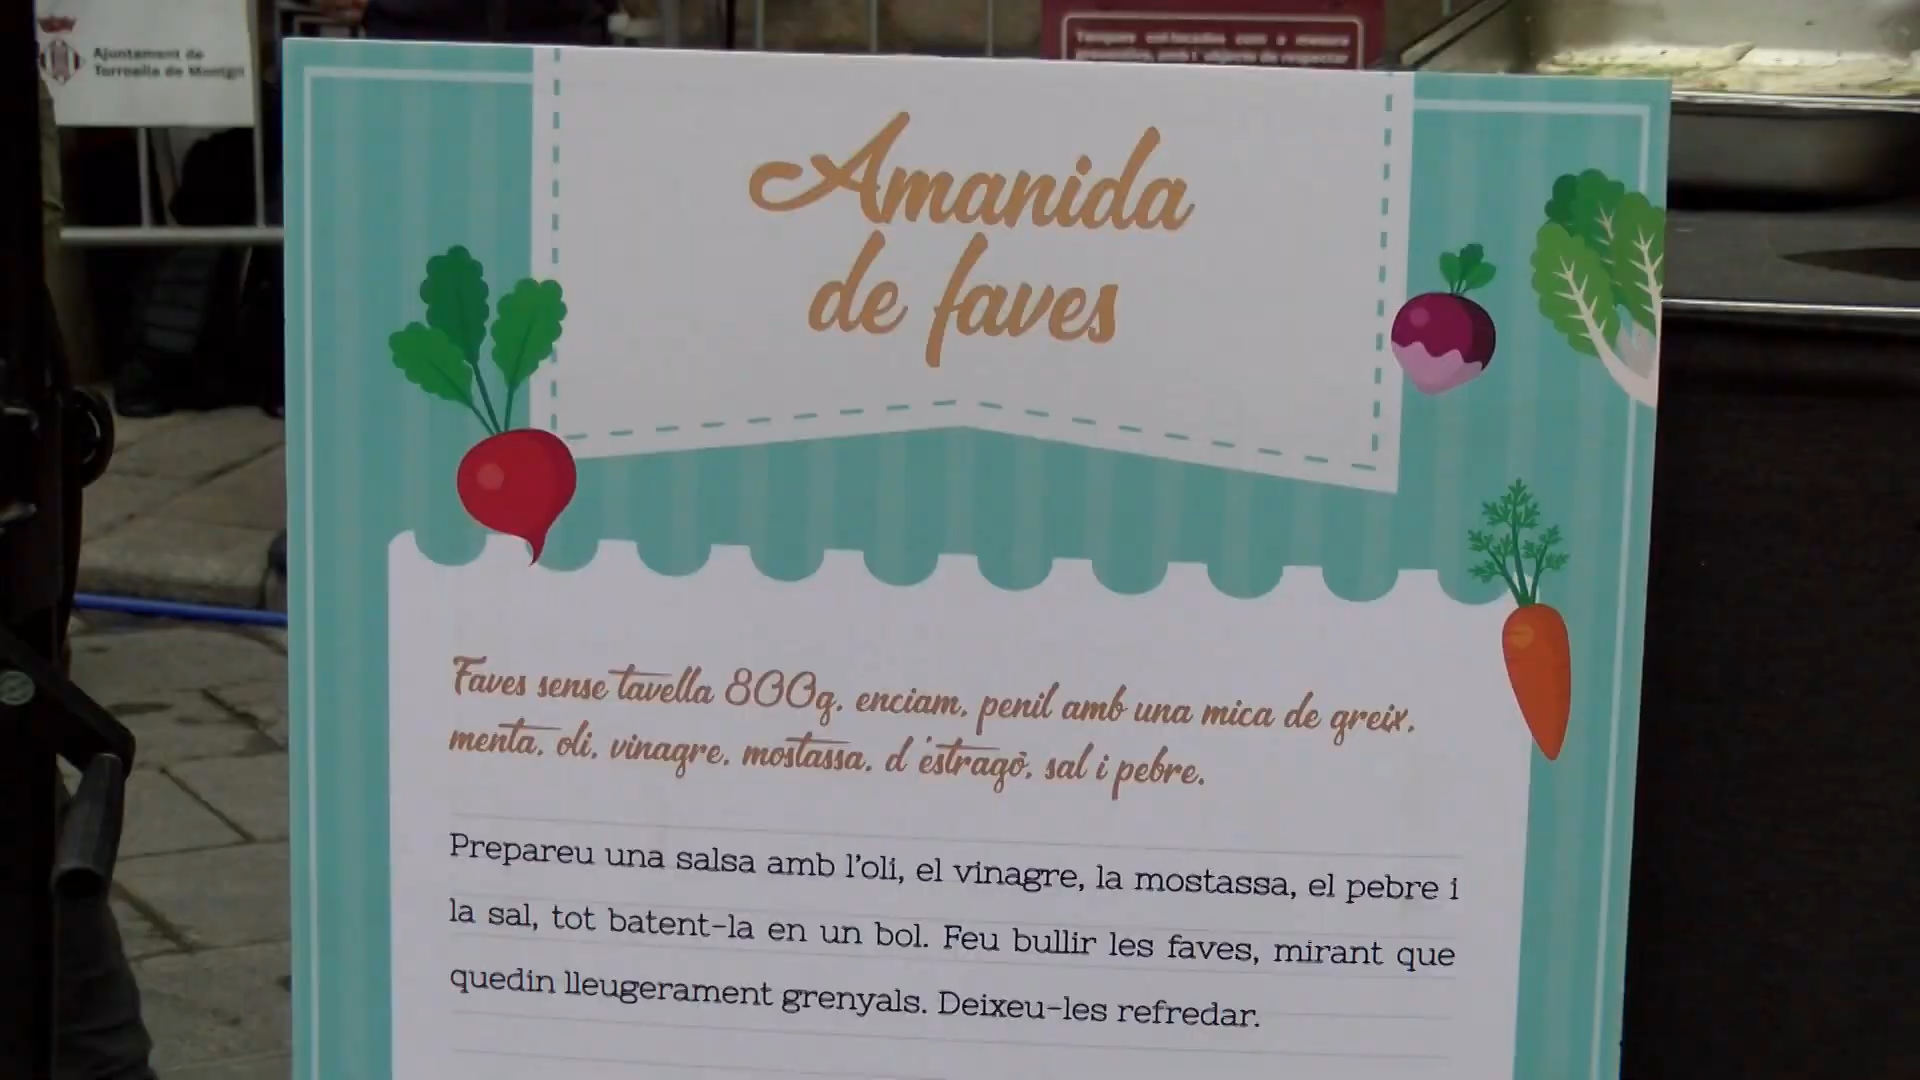 Ajuntament de
Torroella de Montgrí
Amanida
de faves
Faves sense tavella 800g, enciam, penil amb una mica de greix,
menta, oli, vinagre, mostassa, d'estragó, sal i pebre.
Prepareu una salsa amb l'oli, el vinagre, la mostassa, el pebre i
la sal, tot batent-la en un bol. Feu bullir les faves, mirant que
quedin lleugerament grenyals. Deixeu-les refredar.